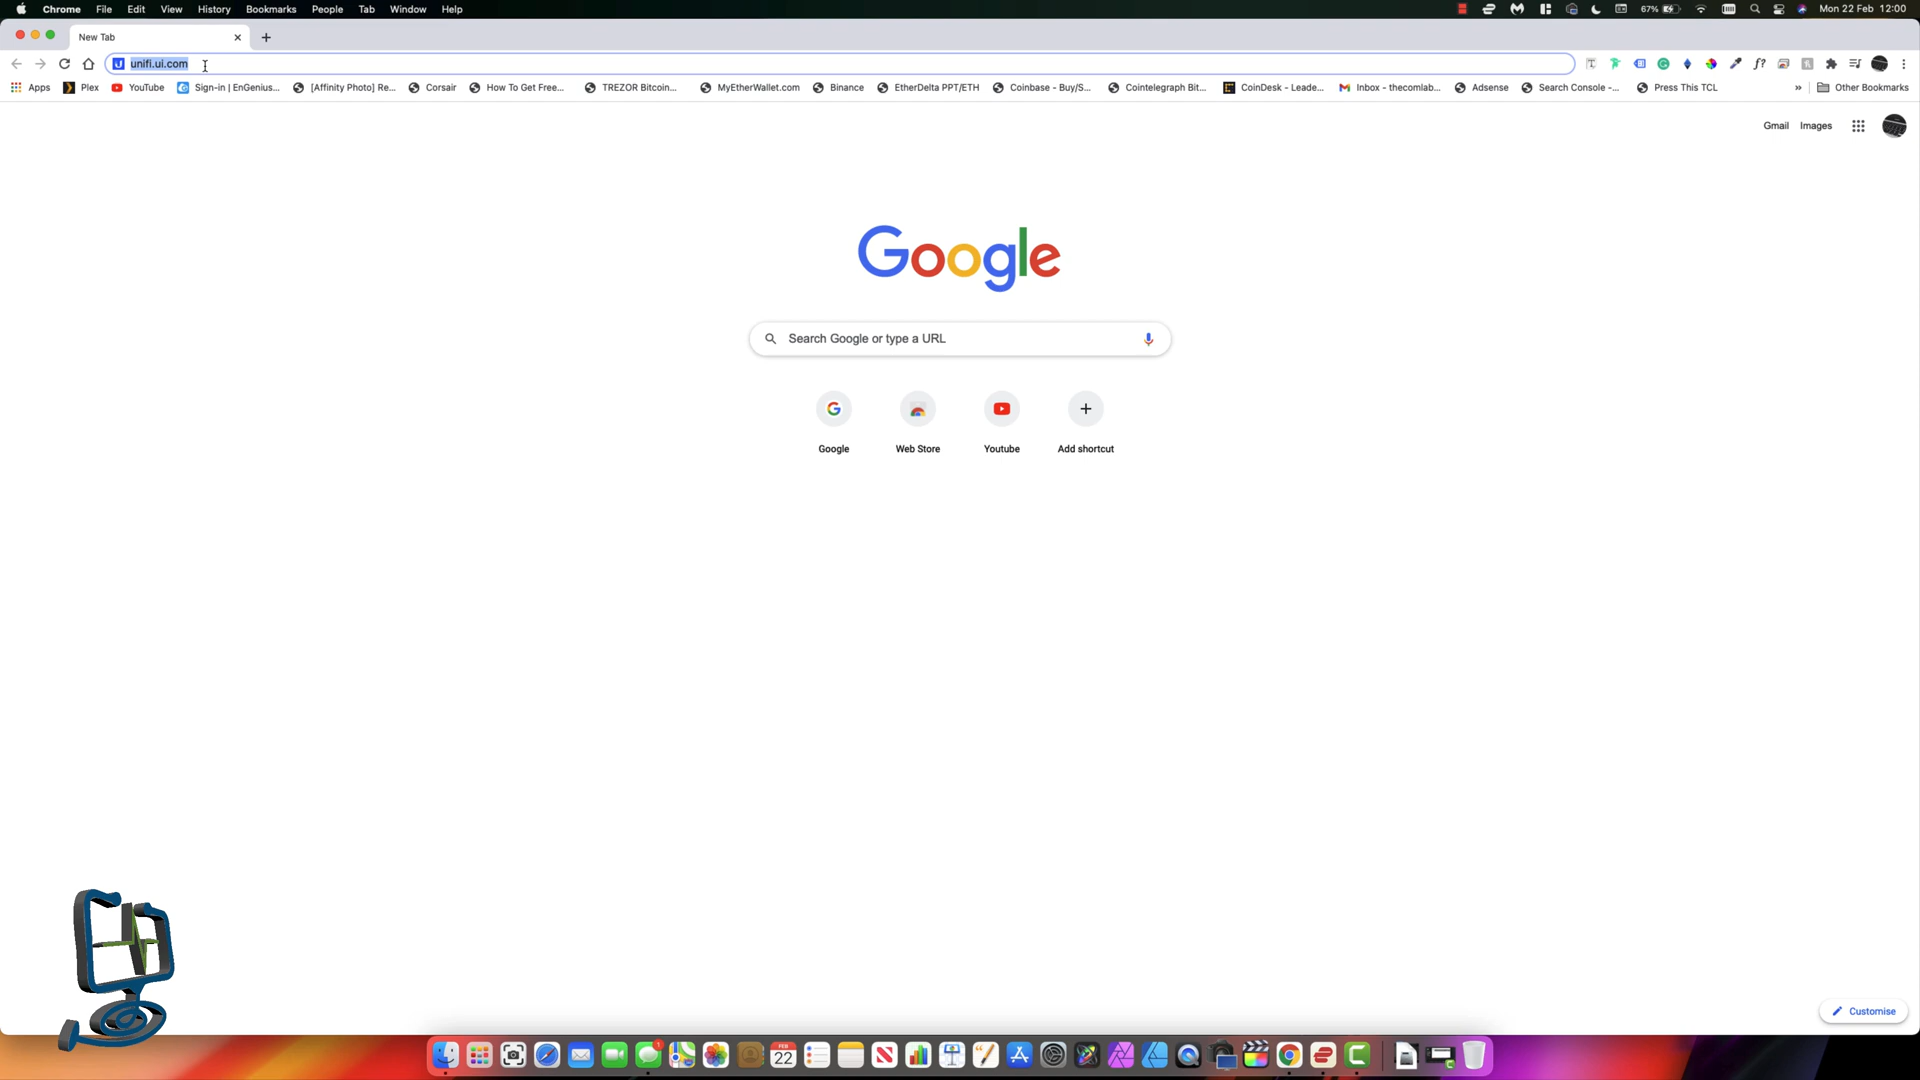 Chrome File Edit View History Bookmarks People Tab Window Help 67% Mon 22 Feb 12:00
New Tab
unifi.ui.com
Apps Plex YouTube Sign-in | EnGenius... [Affinity Photo] Re... Corsair How To Get Free... TREZOR Bitcoin... MyEtherWallet.com Binance EtherDelta PPT/ETH Coinbase - Buy/S... Cointelegraph Bit... CoinDesk - Leade... Inbox - thecomlab... Adsense Search Console -... Press This TCL » Other Bookmarks
Gmail Images
Google
Search Google or type a URL
Google Web Store Youtube Add shortcut
Customise
FEB
22
1